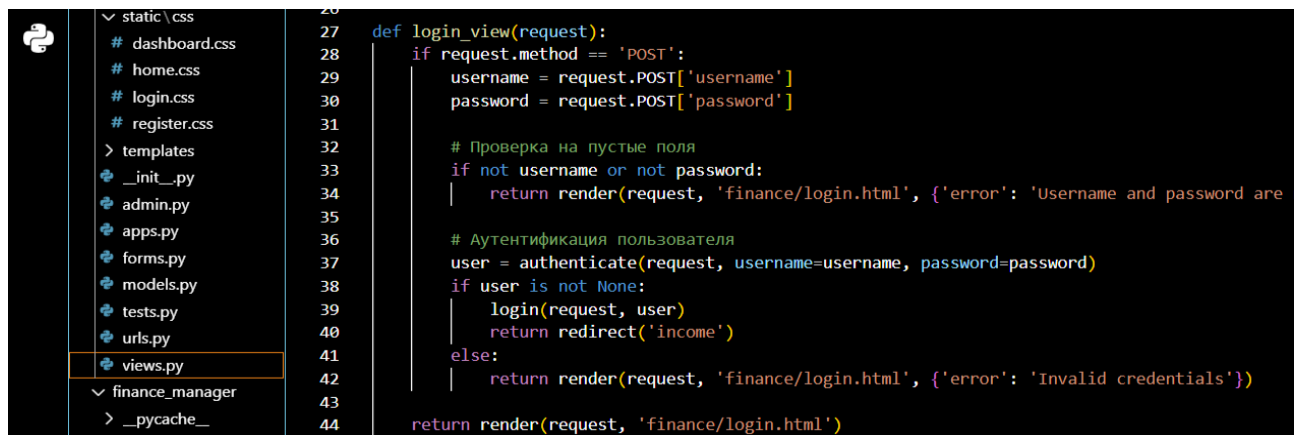 static\css
# dashboard.css
# home.css
# login.css
# register.css
templates
__init__.py
admin.py
apps.py
forms.py
models.py
tests.py
urls.py
views.py
finance_manager
__pycache__
26
27 def login_view(request):
28 if request.method == 'POST':
29 username = request.POST['username']
30 password = request.POST['password']
31
32 # Проверка на пустые поля
33 if not username or not password:
34 return render(request, 'finance/login.html', {'error': 'Username and password are
35
36 # Аутентификация пользователя
37 user = authenticate(request, username=username, password=password)
38 if user is not None:
39 login(request, user)
40 return redirect('income')
41 else:
42 return render(request, 'finance/login.html', {'error': 'Invalid credentials'})
43
44 return render(request, 'finance/login.html')